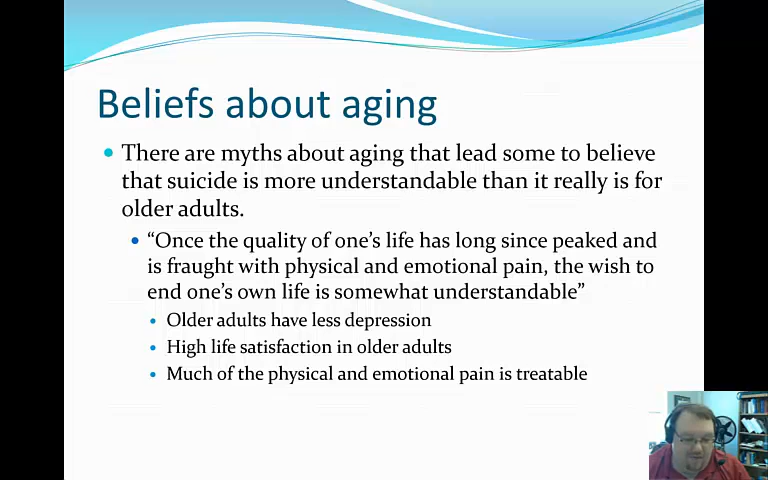 Beliefs about aging
There are myths about aging that lead some to believe
that suicide is more understandable than it really is for
older adults.
“Once the quality of one’s life has long since peaked and
is fraught with physical and emotional pain, the wish to
end one’s own life is somewhat understandable”
Older adults have less depression
High life satisfaction in older adults
Much of the physical and emotional pain is treatable